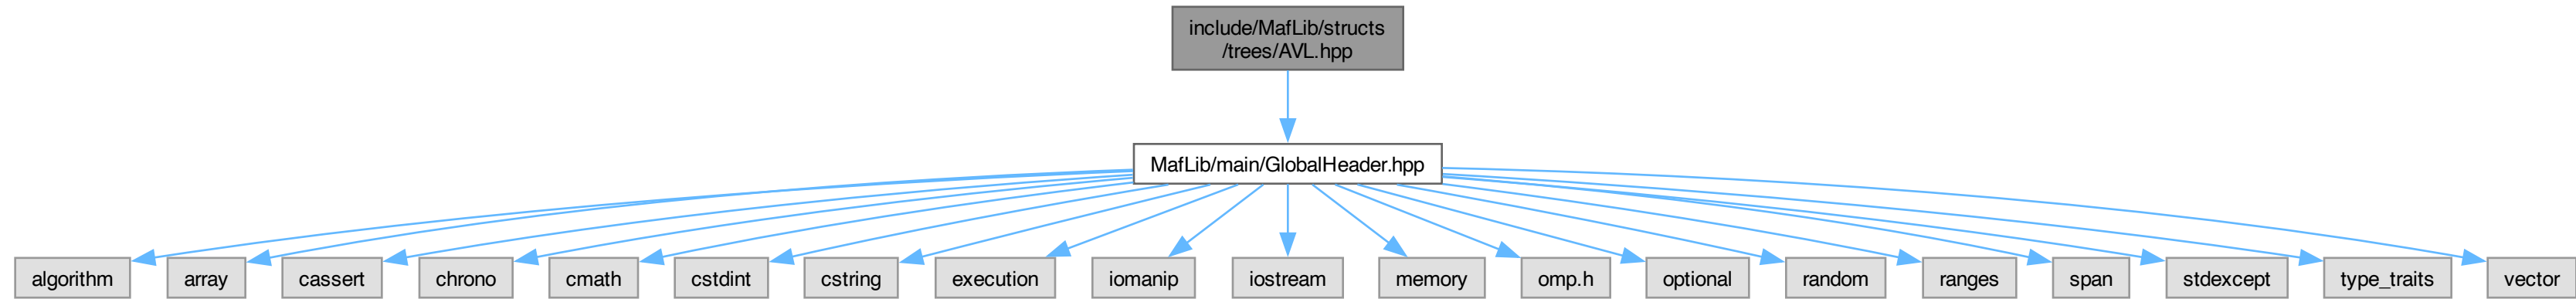 include/MafLib/structs
/trees/AVL.hpp
MafLib/main/GlobalHeader.hpp
algorithm
array
cassert
chrono
cmath
cstdint
cstring
execution
iomanip
iostream
memory
omp.h
optional
random
ranges
span
stdexcept
type_traits
vector